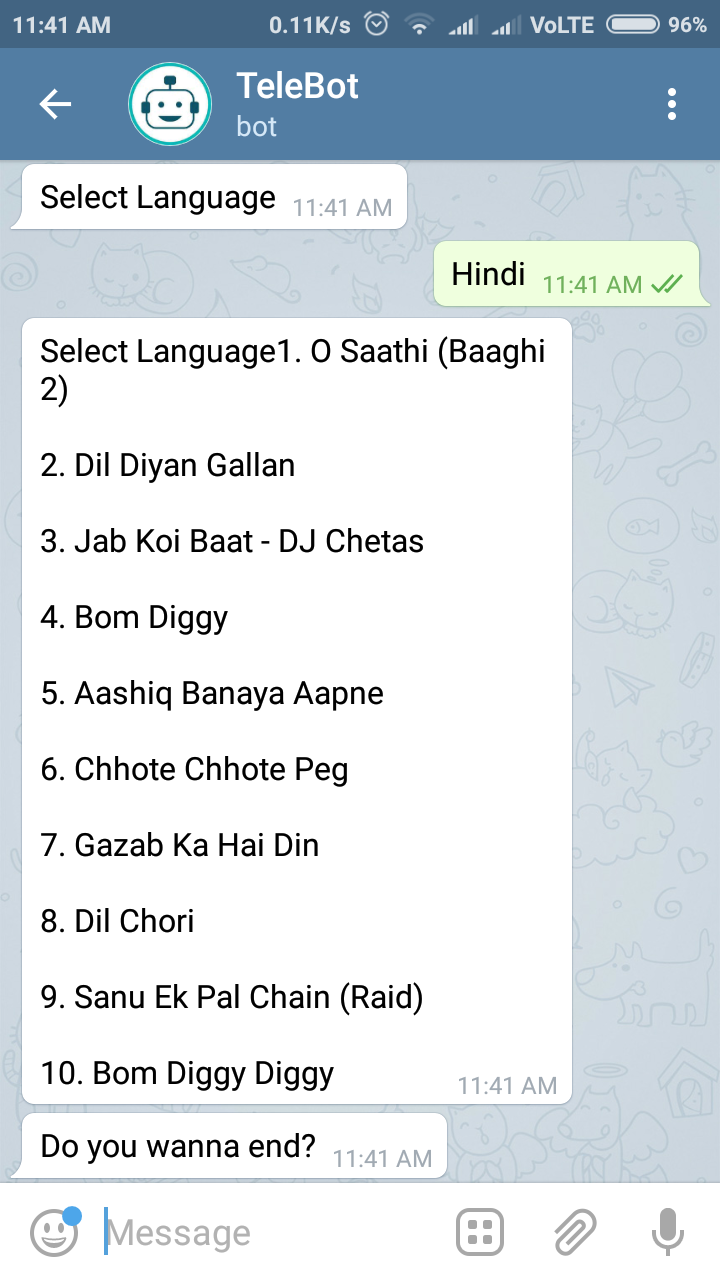 11:41 AM 0.11K/s VoLTE 96%
TeleBot
bot
Select Language 11:41 AM
Hindi 11:41 AM
Select Language1. O Saathi (Baaghi
2)
2. Dil Diyan Gallan
3. Jab Koi Baat - DJ Chetas
4. Bom Diggy
5. Aashiq Banaya Aapne
6. Chhote Chhote Peg
7. Gazab Ka Hai Din
8. Dil Chori
9. Sanu Ek Pal Chain (Raid)
10. Bom Diggy Diggy 11:41 AM
Do you wanna end? 11:41 AM
Message